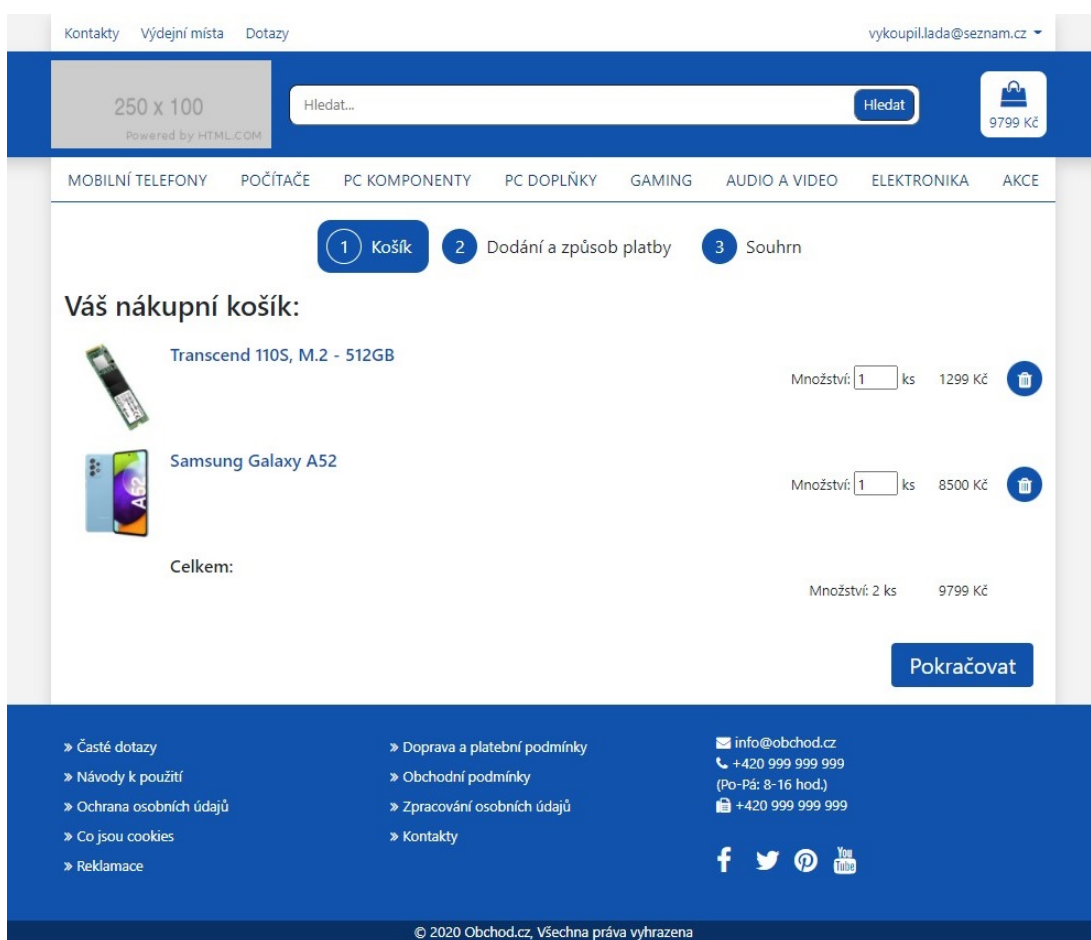 Kontakty Výdejní místa Dotazy vykoupil.lada@seznam.cz
250 x 100
Powered by HTML.COM
Hledat... Hledat
9799 Kč
MOBILNÍ TELEFONY POČÍTAČE PC KOMPONENTY PC DOPLŇKY GAMING AUDIO A VIDEO ELEKTRONIKA AKCE
1 Košík 2 Dodání a způsob platby 3 Souhrn
Váš nákupní košík:
Transcend 110S, M.2 - 512GB
Množství: 1 ks 1299 Kč
Samsung Galaxy A52
A52
Množství: 1 ks 8500 Kč
Celkem:
Množství: 2 ks 9799 Kč
Pokračovat
» Časté dotazy
» Návody k použití
» Ochrana osobních údajů
» Co jsou cookies
» Reklamace
» Doprava a platební podmínky
» Obchodní podmínky
» Zpracování osobních údajů
» Kontakty
info@obchod.cz
+420 999 999 999
(Po-Pá: 8-16 hod.)
+420 999 999 999
You
Tube
© 2020 Obchod.cz, Všechna práva vyhrazena